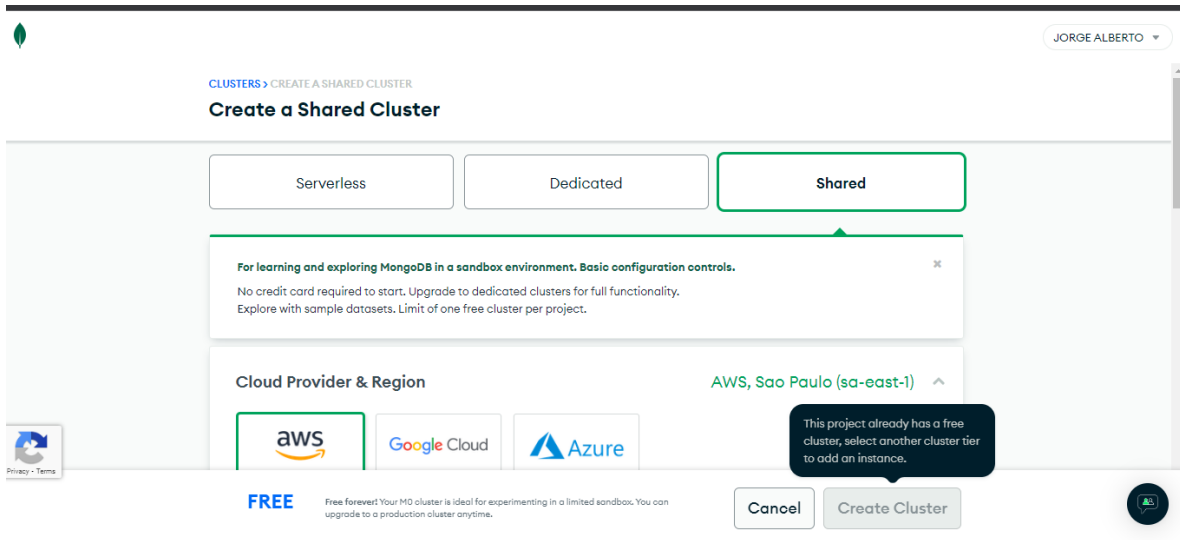 JORGE ALBERTO
CLUSTERS > CREATE A SHARED CLUSTER
Create a Shared Cluster
Serverless
Dedicated
Shared
For learning and exploring MongoDB in a sandbox environment. Basic configuration controls.
No credit card required to start. Upgrade to dedicated clusters for full functionality.
Explore with sample datasets. Limit of one free cluster per project.
Cloud Provider & Region
AWS, Sao Paulo (sa-east-1)
aws
Google Cloud
Azure
This project already has a free
cluster, select another cluster tier
to add an instance.
Privacy - Terms
FREE
Free forever! Your M0 cluster is ideal for experimenting in a limited sandbox. You can
upgrade to a production cluster anytime.
Cancel
Create Cluster